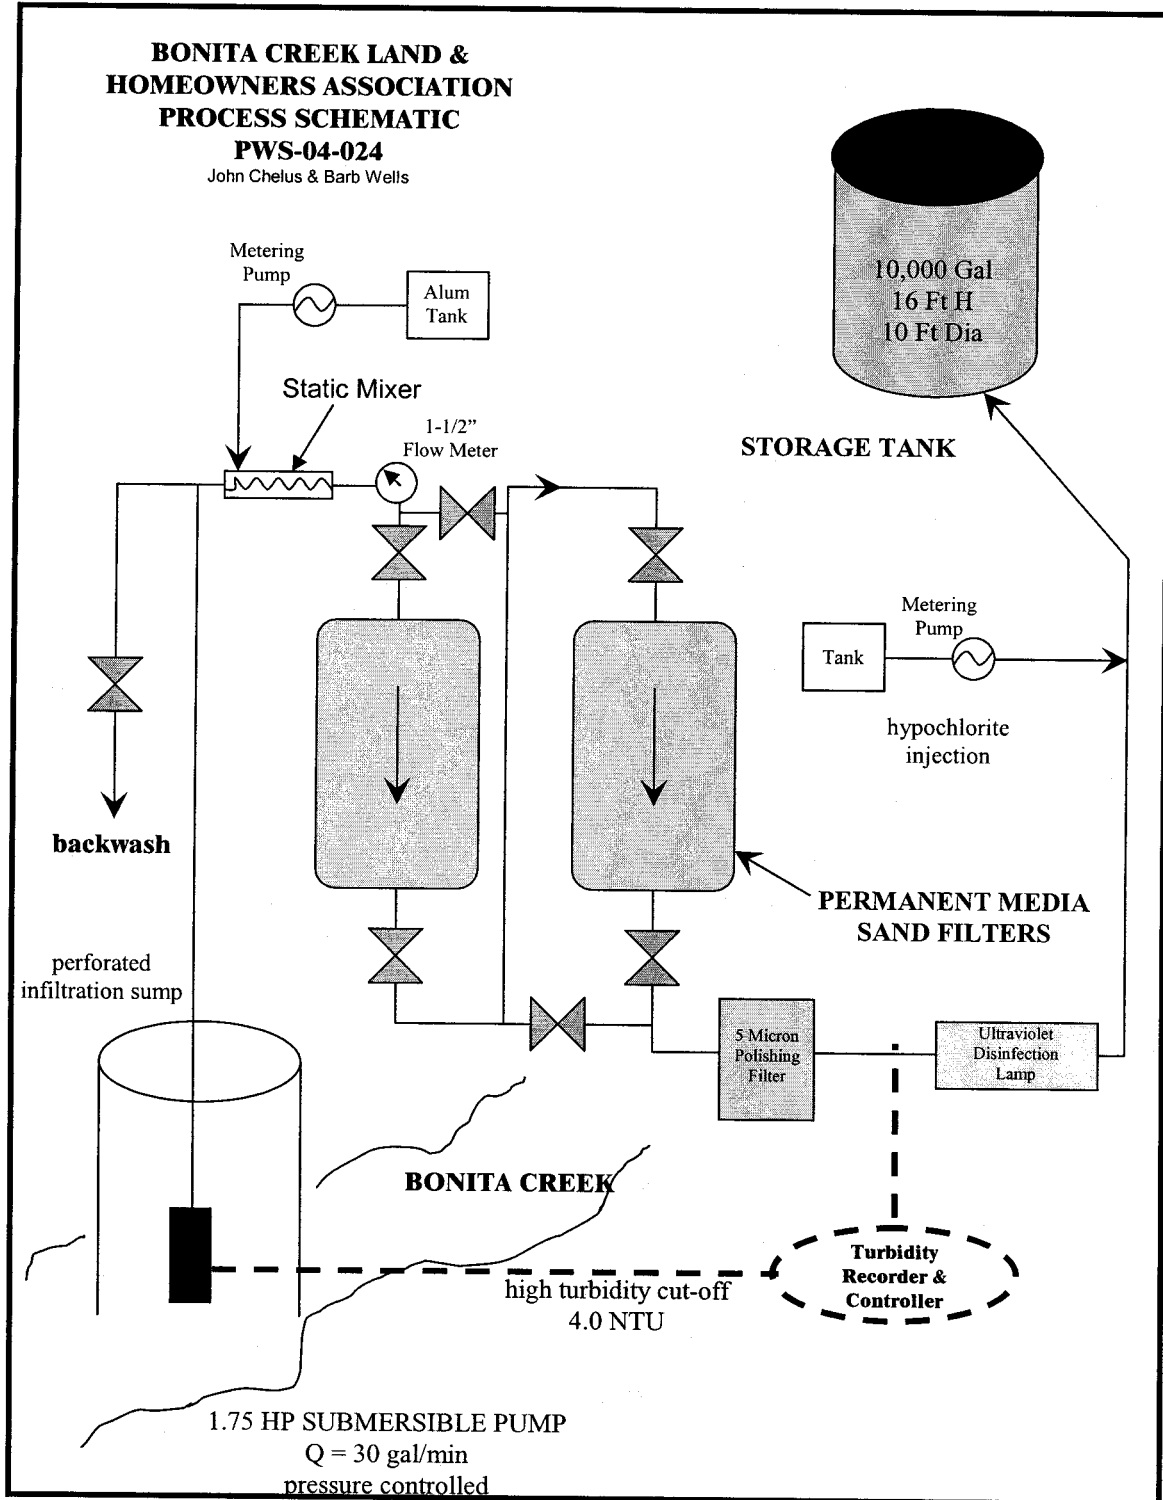 BONITA CREEK LAND &
HOMEOWNERS ASSOCIATION
PROCESS SCHEMATIC
PWS-04-024
John Chelus & Barb Wells
Metering
Pump
Alum
Tank
Static Mixer
1-1/2”
Flow Meter
10,000 Gal
16 Ft H
10 Ft Dia
STORAGE TANK
Metering
Pump
Tank
hypochlorite
injection
backwash
PERMANENT MEDIA
SAND FILTERS
perforated
infiltration sump
5 Micron
Polishing
Filter
Ultraviolet
Disinfection
Lamp
BONITA CREEK
Turbidity
Recorder &
Controller
high turbidity cut-off
4.0 NTU
1.75 HP SUBMERSIBLE PUMP
Q = 30 gal/min
pressure controlled